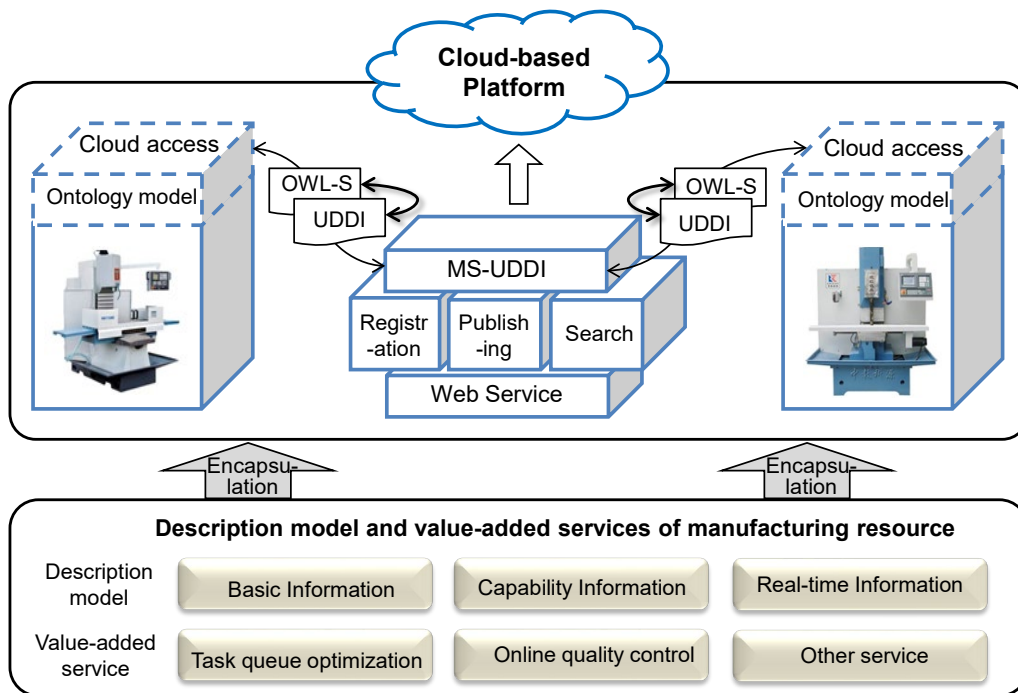 Cloud-based
Platform
Cloud access
Cloud access
Ontology model
OWL-S
UDDI
OWL-S
UDDI
Ontology model
MS-UDDI
Registr
-ation
Publish
-ing
Search
Web Service
Encapsu-
lation
Encapsu-
lation
Description model and value-added services of manufacturing resource
Description
model
Basic Information
Capability Information
Real-time Information
Value-added
service
Task queue optimization
Online quality control
Other service